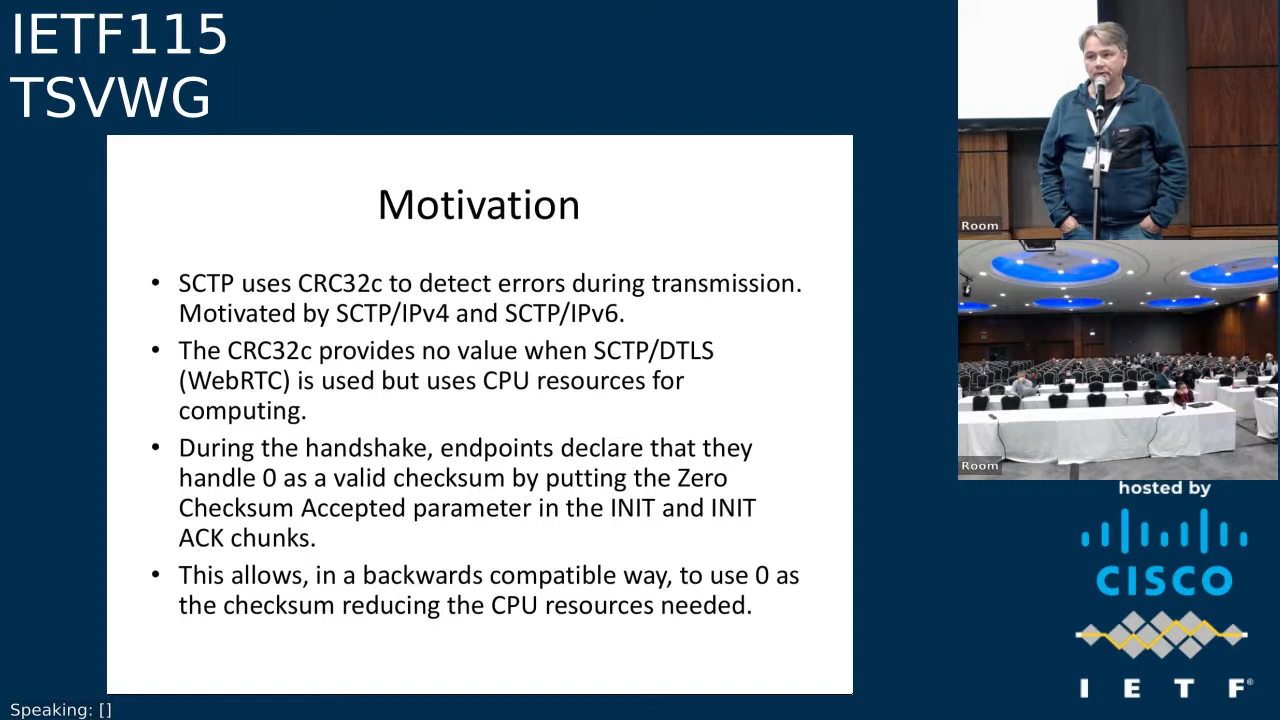 IETF115
TSVWG
Motivation
• SCTP uses CRC32c to detect errors during transmission.
Motivated by SCTP/IPv4 and SCTP/IPv6.
• The CRC32c provides no value when SCTP/DTLS
(WebRTC) is used but uses CPU resources for
computing.
• During the handshake, endpoints declare that they
handle 0 as a valid checksum by putting the Zero
Checksum Accepted parameter in the INIT and INIT
ACK chunks.
• This allows, in a backwards compatible way, to use 0 as
the checksum reducing the CPU resources needed.
Room
Room
hosted by
CISCO
IETF®
Speaking: []